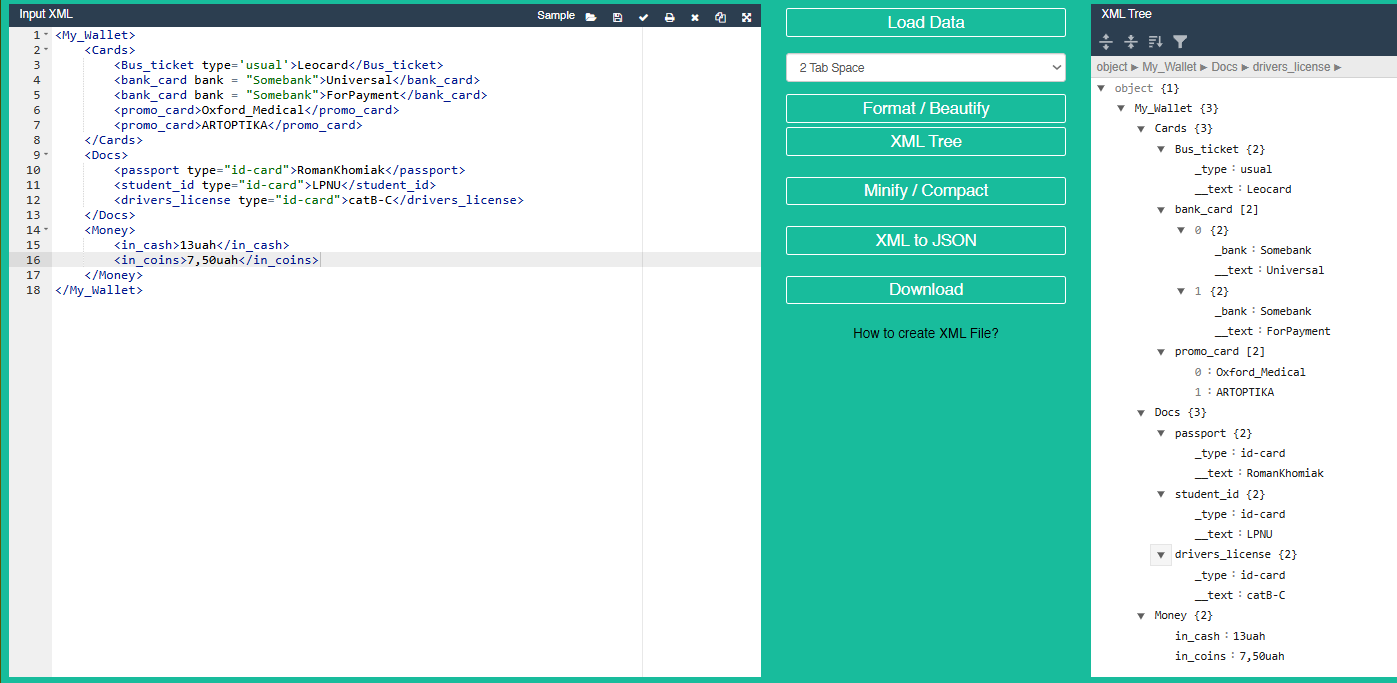 Input XML
Sample
1 <My_Wallet>
2     <Cards>
3         <Bus_ticket type='usual'>Leocard</Bus_ticket>
4         <bank_card bank = "Somebank">Universal</bank_card>
5         <bank_card bank = "Somebank">ForPayment</bank_card>
6         <promo_card>Oxford_Medical</promo_card>
7         <promo_card>ARTOPTIKA</promo_card>
8     </Cards>
9     <Docs>
10         <passport type="id-card">RomanKhomiak</passport>
11         <student_id type="id-card">LPNU</student_id>
12         <drivers_license type="id-card">catB-C</drivers_license>
13     </Docs>
14     <Money>
15         <in_cash>13uah</in_cash>
16         <in_coins>7,50uah</in_coins>
17     </Money>
18 </My_Wallet>
Load Data
2 Tab Space
Format / Beautify
XML Tree
Minify / Compact
XML to JSON
Download
How to create XML File?
XML Tree
object ► My_Wallet ► Docs ► drivers_license ►
object {1}
My_Wallet {3}
Cards {3}
Bus_ticket {2}
_type : usual
__text : Leocard
bank_card [2]
0 {2}
_bank : Somebank
__text : Universal
1 {2}
_bank : Somebank
__text : ForPayment
promo_card [2]
0 : Oxford_Medical
1 : ARTOPTIKA
Docs {3}
passport {2}
_type : id-card
__text : RomanKhomiak
student_id {2}
_type : id-card
__text : LPNU
drivers_license {2}
_type : id-card
__text : catB-C
Money {2}
in_cash : 13uah
in_coins : 7,50uah